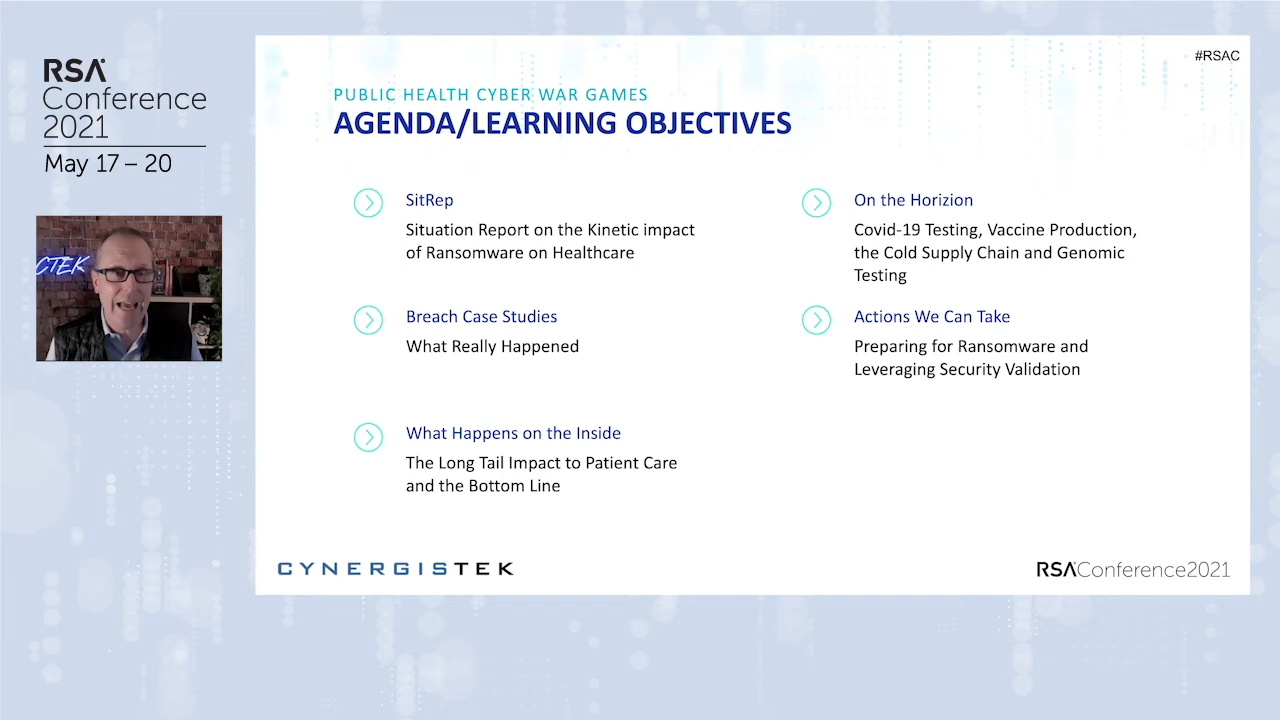 RSA
Conference
2021
May 17 – 20
CTEK
#RSAC
PUBLIC HEALTH CYBER WAR GAMES
AGENDA/LEARNING OBJECTIVES
SitRep
Situation Report on the Kinetic impact
of Ransomware on Healthcare
Breach Case Studies
What Really Happened
What Happens on the Inside
The Long Tail Impact to Patient Care
and the Bottom Line
On the Horizion
Covid-19 Testing, Vaccine Production,
the Cold Supply Chain and Genomic
Testing
Actions We Can Take
Preparing for Ransomware and
Leveraging Security Validation
CYNERGISTEK
RSAConference2021